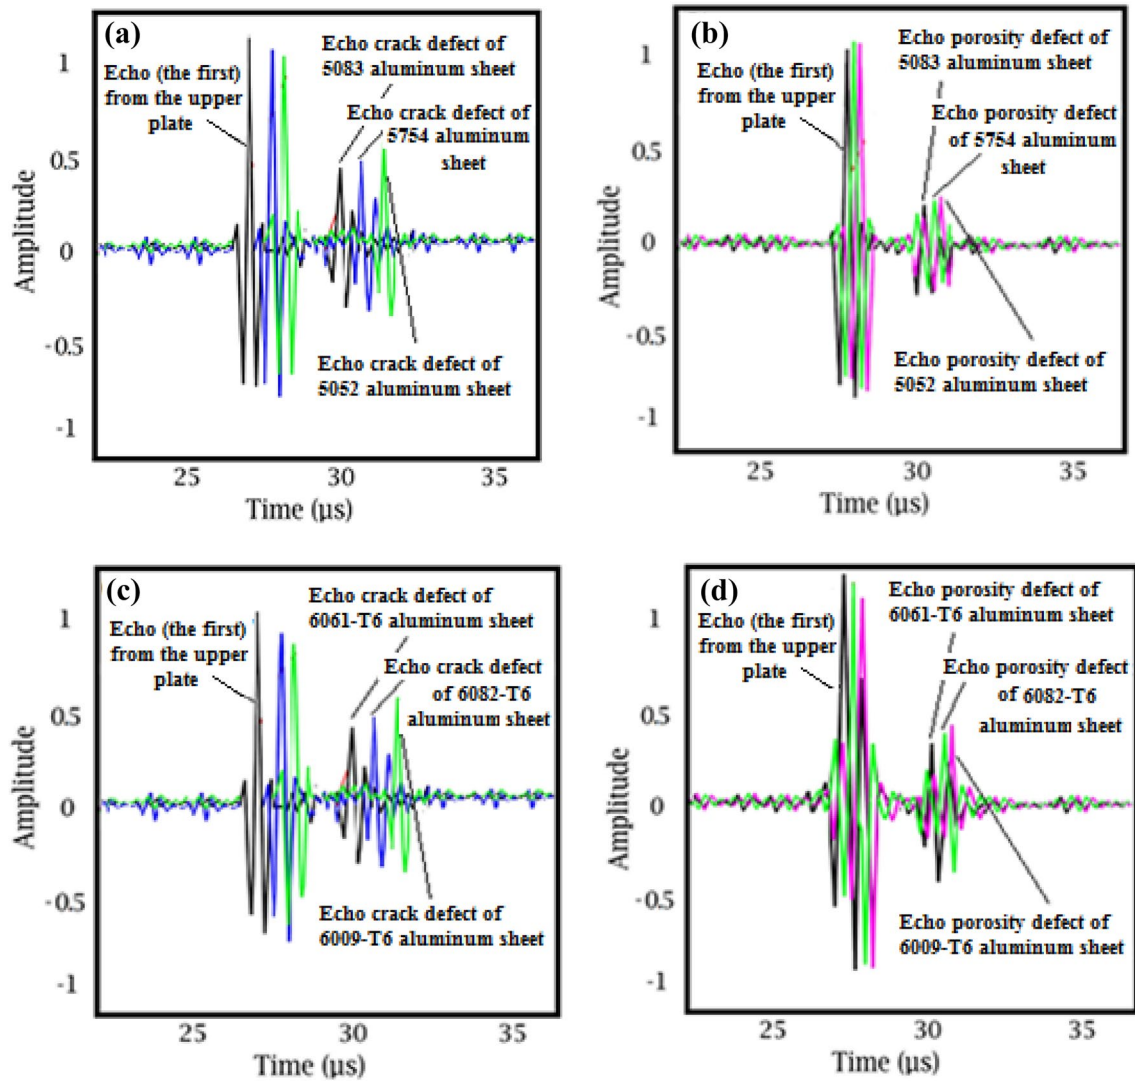 (a)
Echo crack defect of
5083 aluminum sheet
Echo (the first)
from the upper
plate
Echo crack defect of
5754 aluminum
sheet
Echo crack defect of
5052 aluminum sheet
1
0.5
0
-0.5
-1
Amplitude
25
30
35
Time (µs)
(b)
Echo porosity defect of
5083 aluminum sheet
Echo (the first)
from the upper
plate
Echo porosity defect
of 5754 aluminum
sheet
Echo porosity defect of
5052 aluminum sheet
1
0.5
0
-0.5
-1
Amplitude
25
30
35
Time (µs)
(c)
Echo crack defect of
6061-T6 aluminum sheet
Echo (the first)
from the upper
plate
Echo crack defect
of 6082-T6
aluminum sheet
Echo crack defect of
6009-T6 aluminum sheet
1
0.5
0
-0.5
-1
Amplitude
25
30
35
Time (µs)
(d)
Echo porosity defect of
6061-T6 aluminum sheet
Echo (the first)
from the upper
plate
Echo porosity defect
of 6082-T6
aluminum sheet
Echo porosity defect of
6009-T6 aluminum sheet
1
0.5
0
-0.5
-1
Amplitude
25
30
35
Time (µs)